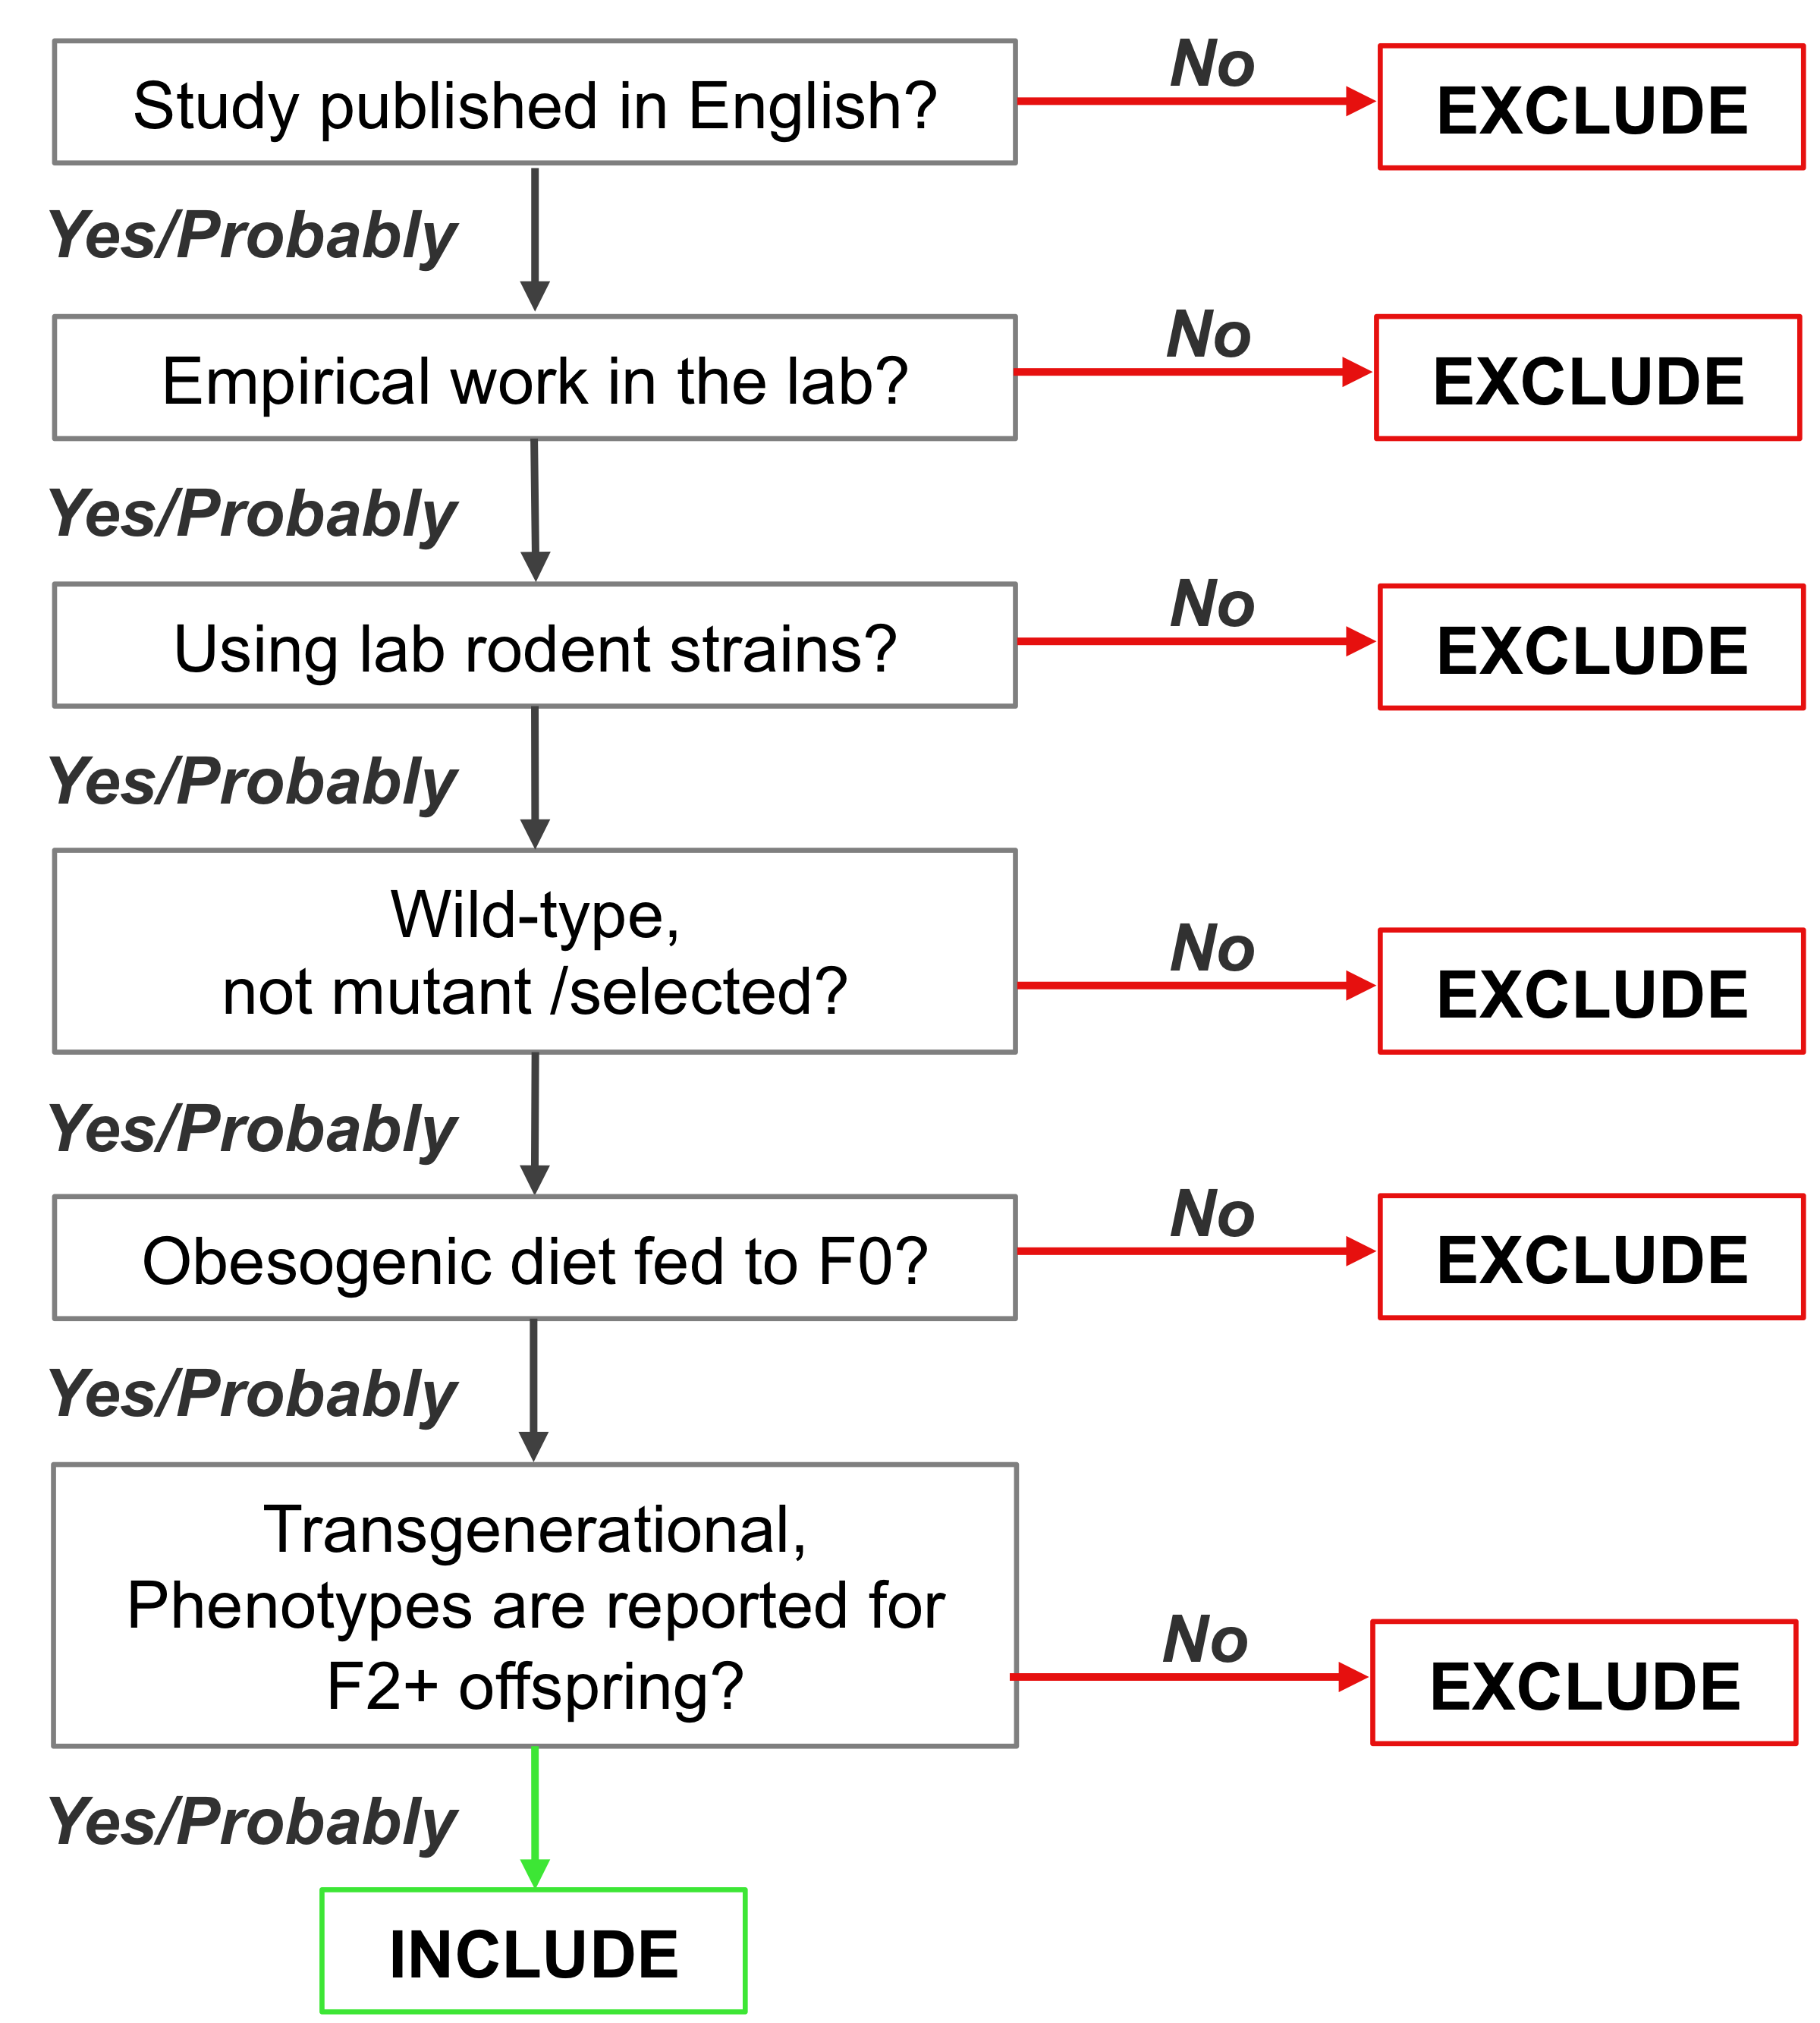 Study published in English?
No
EXCLUDE
Yes/Probably
Empirical work in the lab?
No
EXCLUDE
Yes/Probably
Using lab rodent strains?
No
EXCLUDE
Yes/Probably
Wild-type,
not mutant /selected?
No
EXCLUDE
Yes/Probably
Obesogenic diet fed to F0?
No
EXCLUDE
Yes/Probably
Transgenerational,
Phenotypes are reported for
F2+ offspring?
No
EXCLUDE
Yes/Probably
INCLUDE